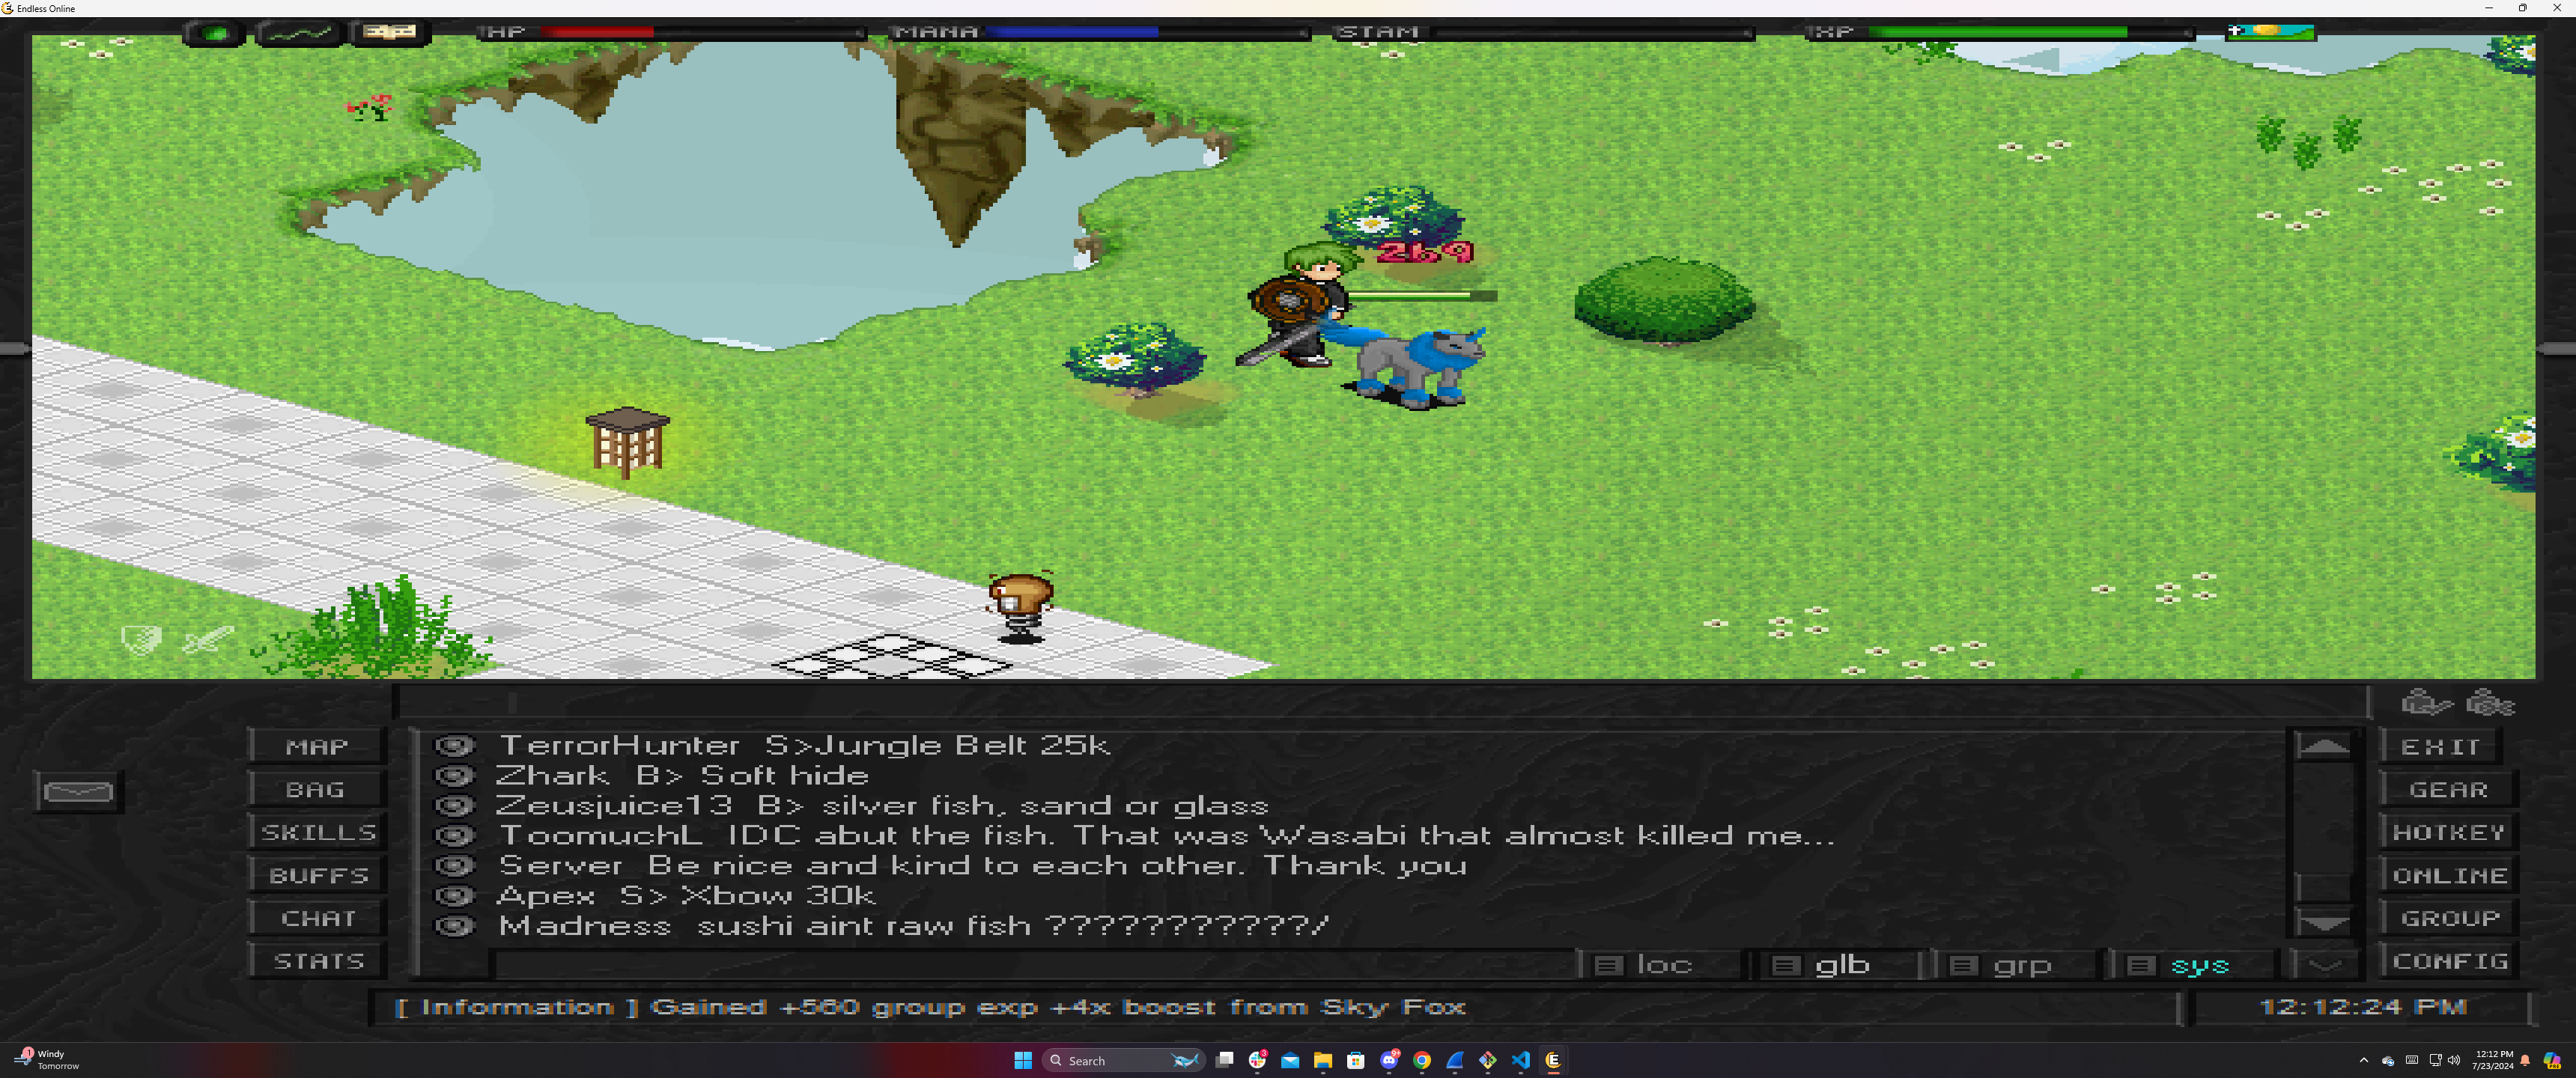 Endless Online
HP MANA STAM XP
269
TerrorHunter S>Jungle Belt 25k
Zhark B> Soft hide
Zeusjuice13 B> silver fish, sand or glass
ToomuchL IDC abut the fish. That was Wasabi that almost killed me...
Server Be nice and kind to each other. Thank you
Apex S> Xbow 30k
Madness sushi aint raw fish ???????????/
MAP
BAG
SKILLS
BUFFS
CHAT
STATS
EXIT
GEAR
HOTKEY
ONLINE
GROUP
CONFIG
loc glb grp sys
[ Information ] Gained +560 group exp +4x boost from Sky Fox
12:12:24 PM
1
Windy
Tomorrow
Search
3
9+
12:12 PM
7/23/2024